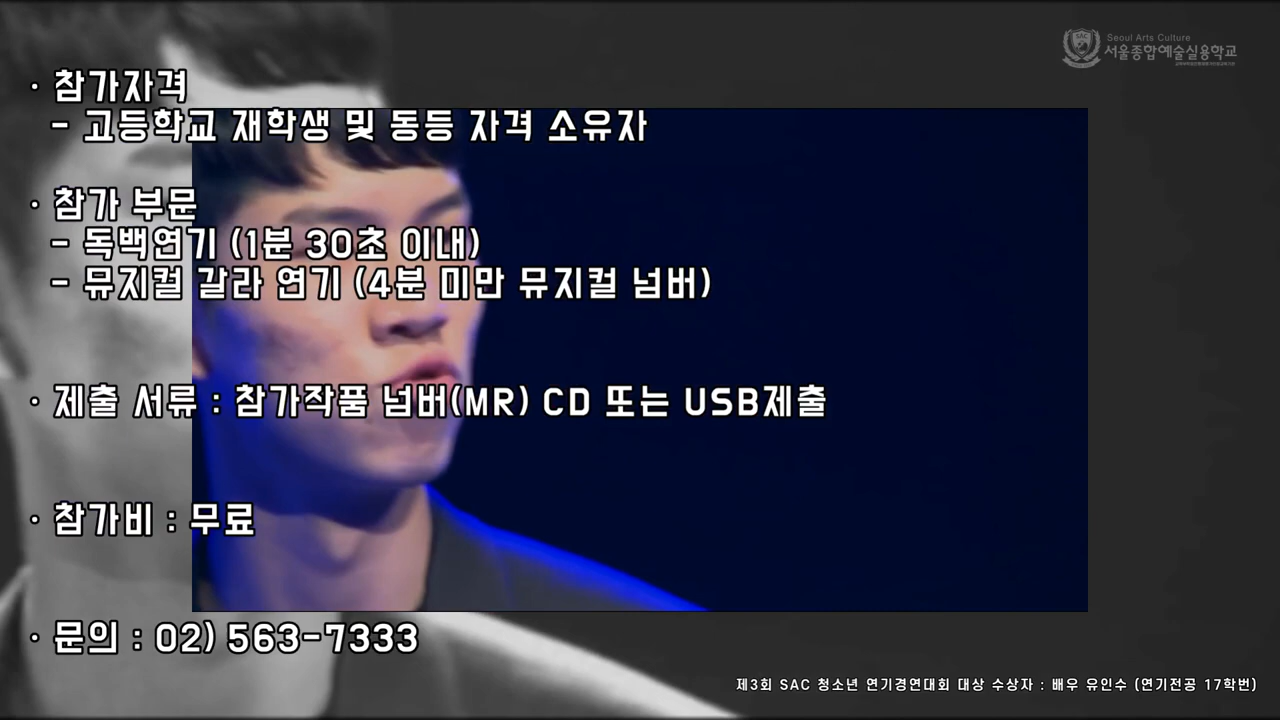 Seoul Arts Culture
서울종합예술실용학교
· 참가자격
- 고등학교 재학생 및 동등 자격 소유자
· 참가 부문
- 독백연기 (1분 30초 이내)
- 뮤지컬 갈라 연기 (4분 미만 뮤지컬 넘버)
· 제출 서류 : 참가작품 넘버(MR) CD 또는 USB제출
· 참가비 : 무료
· 문의 : 02) 563-7333
제3회 SAC 청소년 연기경연대회 대상 수상자 : 배우 유인수 (연기전공 17학번)